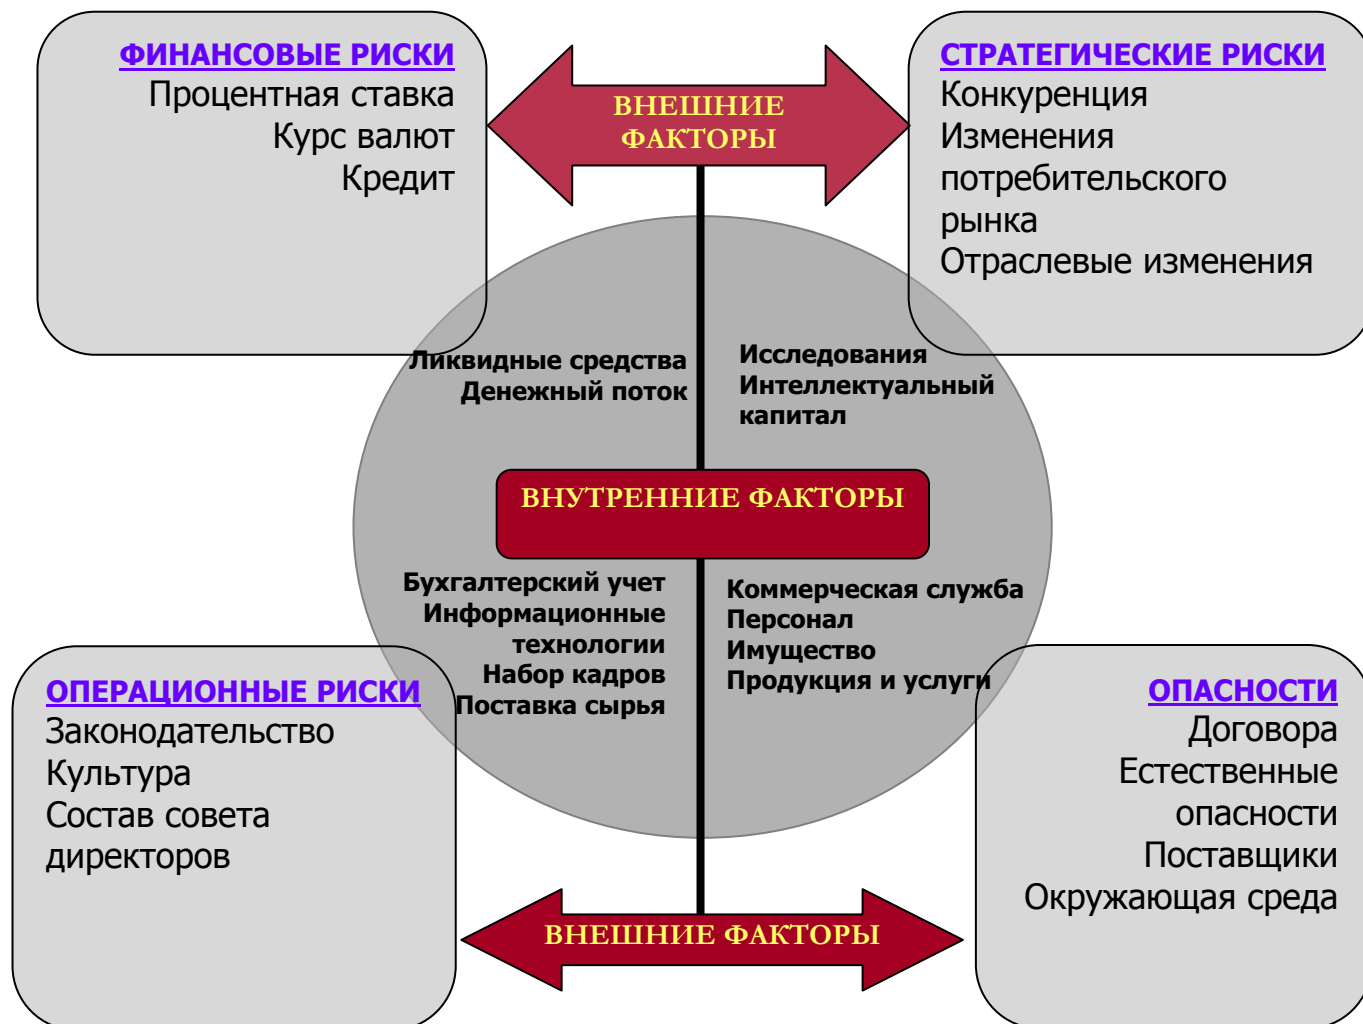 ФИНАНСОВЫЕ РИСКИ
Процентная ставка
Курс валют
Кредит
ВНЕШНИЕ
ФАКТОРЫ
СТРАТЕГИЧЕСКИЕ РИСКИ
Конкуренция
Изменения
потребительского
рынка
Отраслевые изменения
Ликвидные средства
Денежный поток
Исследования
Интеллектуальный
капитал
ВНУТРЕННИЕ ФАКТОРЫ
Бухгалтерский учет
Информационные
технологии
Набор кадров
Поставка сырья
Коммерческая служба
Персонал
Имущество
Продукция и услуги
ОПЕРАЦИОННЫЕ РИСКИ
Законодательство
Культура
Состав совета
директоров
ОПАСНОСТИ
Договора
Естественные
опасности
Поставщики
Окружающая среда
ВНЕШНИЕ ФАКТОРЫ